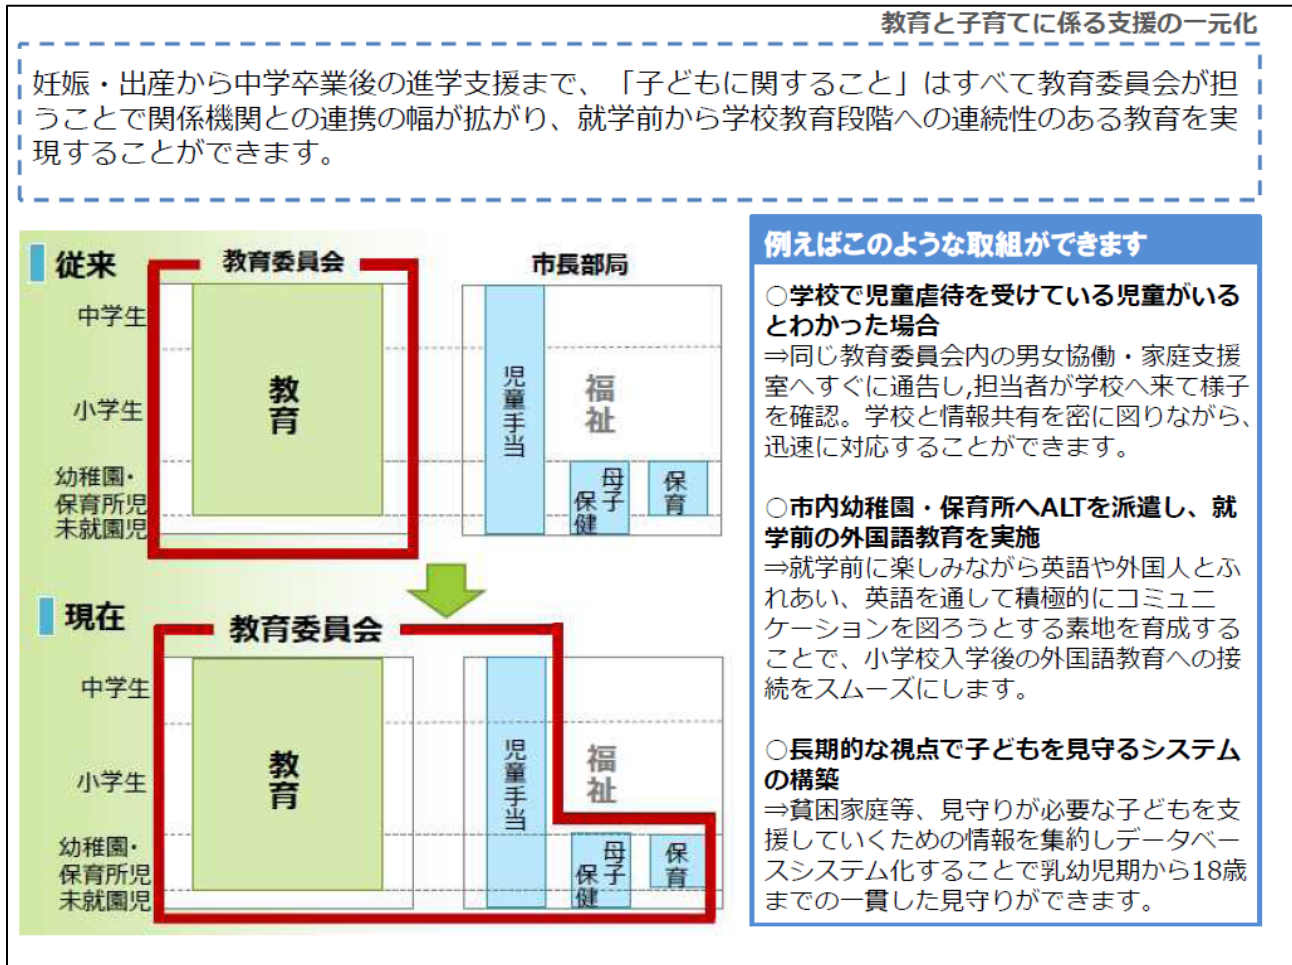 教育と子育てに係る支援の一元化
妊娠・出産から中学卒業後の進学支援まで、「子どもに関すること」はすべて教育委員会が担
うことで関係機関との連携の幅が拡がり、就学前から学校教育段階への連続性のある教育を実
現することができます。
従来
教育委員会
市長部局
中学生
小学生
幼稚園・
保育所児
未就園児
教育
児童手当
福祉
母子
保健
保育
現在
教育委員会
中学生
小学生
幼稚園・
保育所児
未就園児
教育
児童手当
福祉
母子
保健
保育
例えばこのような取組ができます
○学校で児童虐待を受けている児童がいる
とわかった場合
⇒同じ教育委員会内の男女協働・家庭支援
室へすぐに通告し,担当者が学校へ来て様子
を確認。学校と情報共有を密に図りながら、
迅速に対応することができます。
○市内幼稚園・保育所へALTを派遣し、就
学前の外国語教育を実施
⇒就学前に楽しみながら英語や外国人とふ
れあい、英語を通して積極的にコミュニ
ケーションを図ろうとする素地を育成する
ことで、小学校入学後の外国語教育への接
続をスムーズにします。
○長期的な視点で子どもを見守るシステム
の構築
⇒貧困家庭等、見守りが必要な子どもを支
援していくための情報を集約しデータベー
スシステム化することで乳幼児期から18歳
までの一貫した見守りができます。